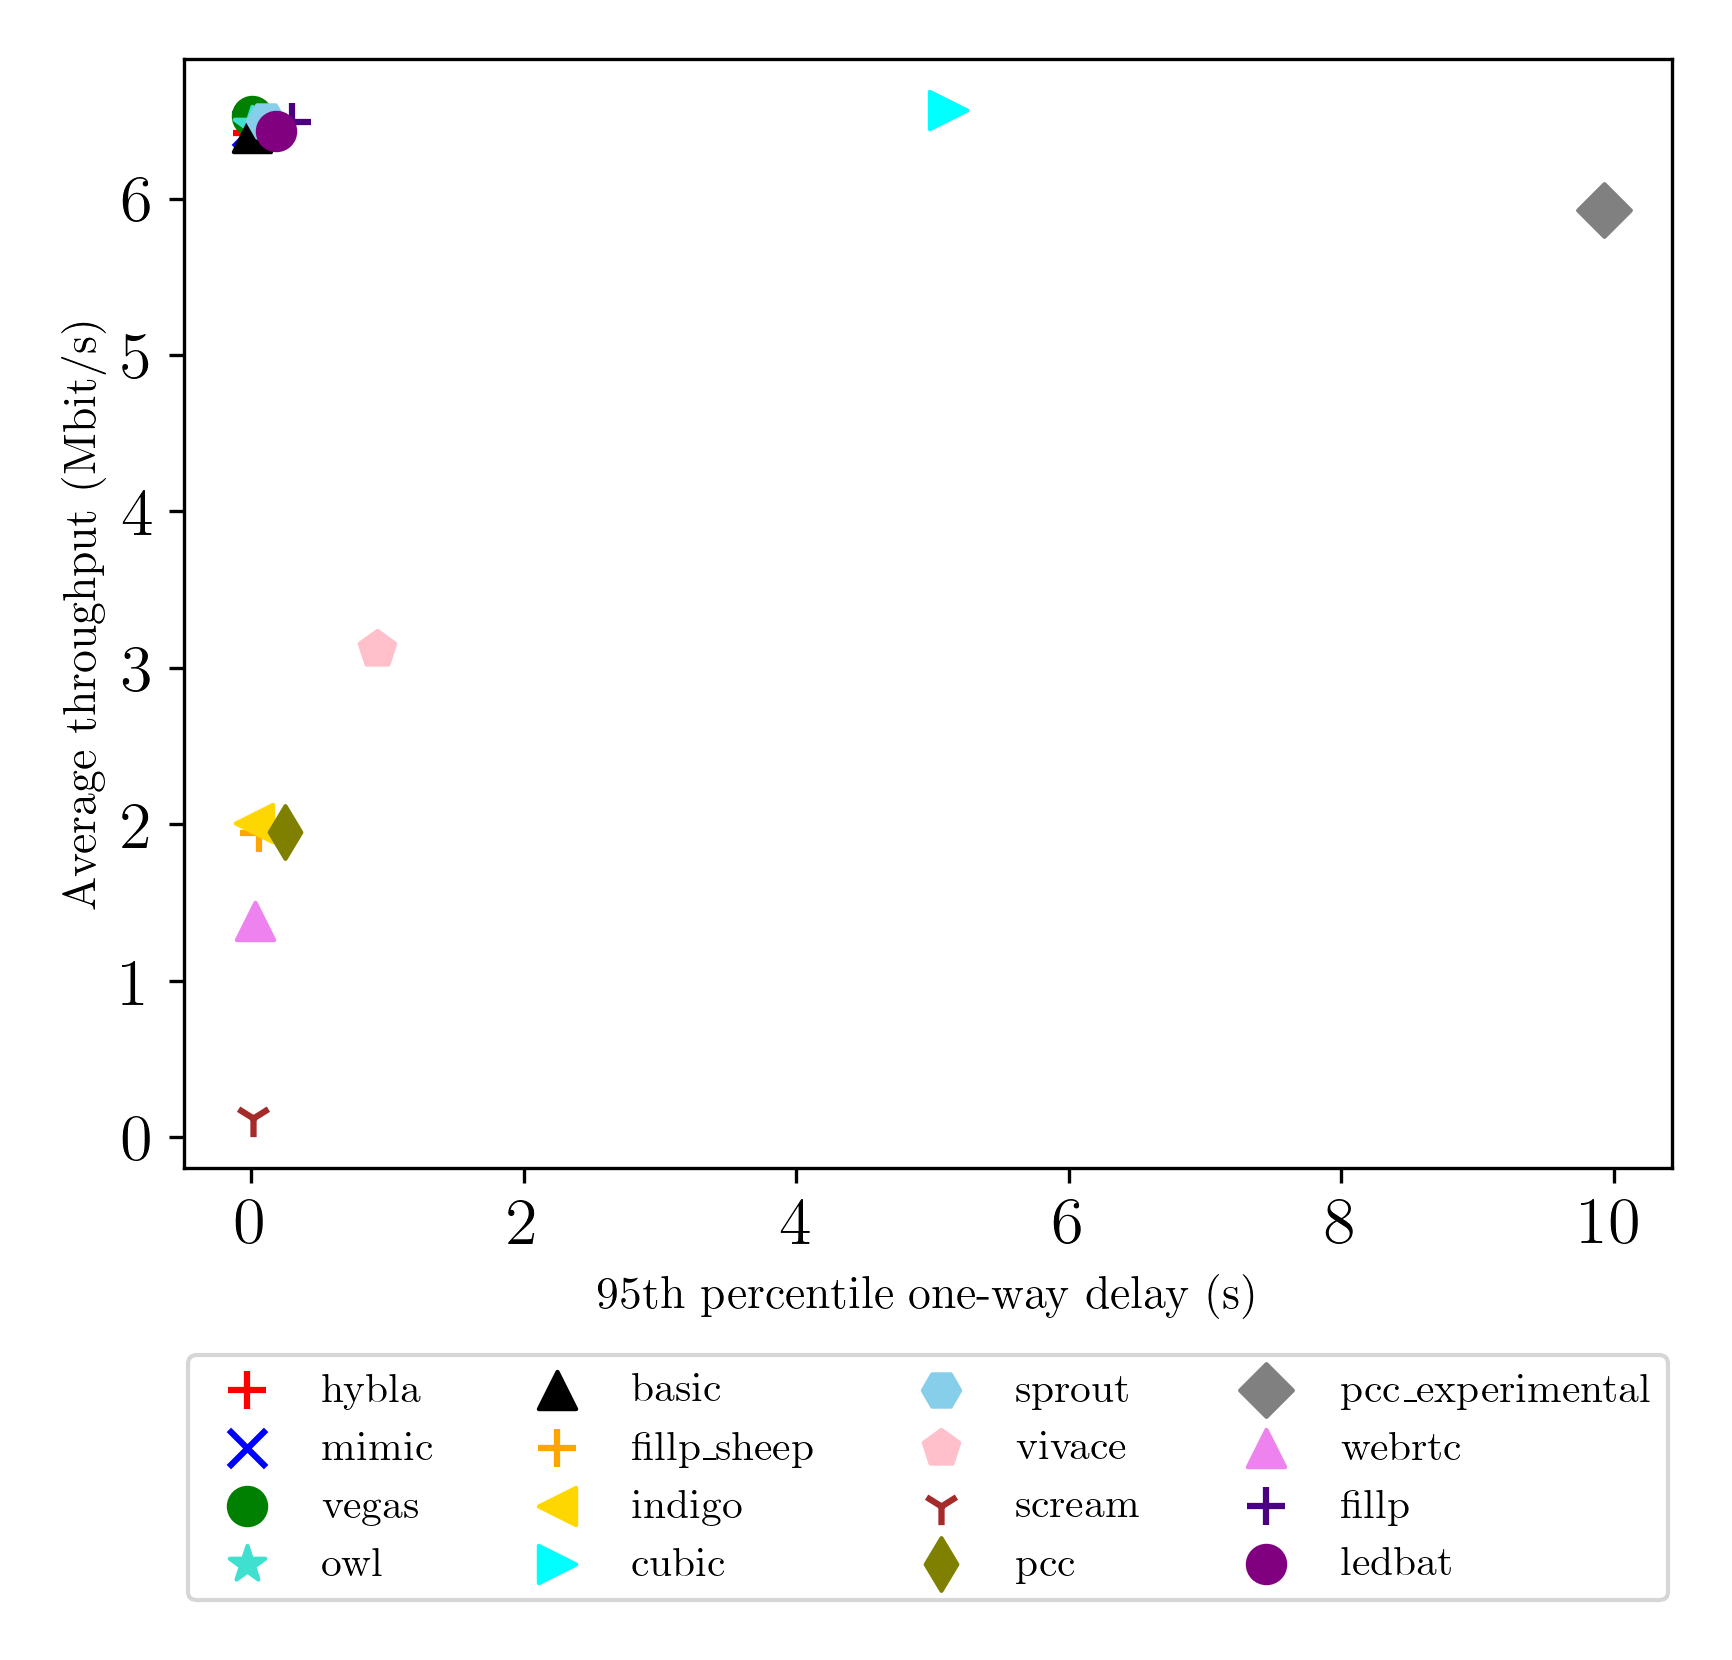 6
5
4
3
2
1
0
Average throughput (Mbit/s)
0 2 4 6 8 10
95th percentile one-way delay (s)
hybla basic sprout pcc_experimental
mimic fillp_sheep vivace webrtc
vegas indigo scream fillp
owl cubic pcc ledbat